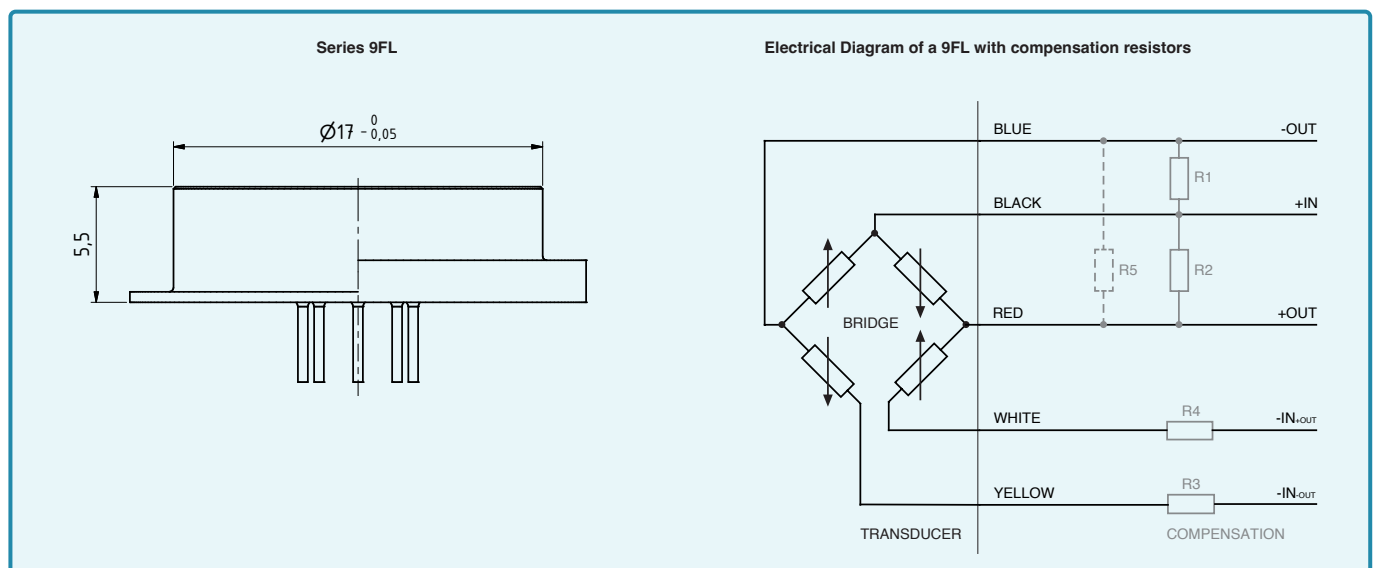 Series 9FL
Electrical Diagram of a 9FL with compensation resistors
Ø17 - 0
0,05
5,5
BLUE
-OUT
R1
BLACK
+IN
R5
R2
BRIDGE
RED
+OUT
WHITE
R4
-IN+OUT
YELLOW
R3
-IN-OUT
TRANSDUCER
COMPENSATION